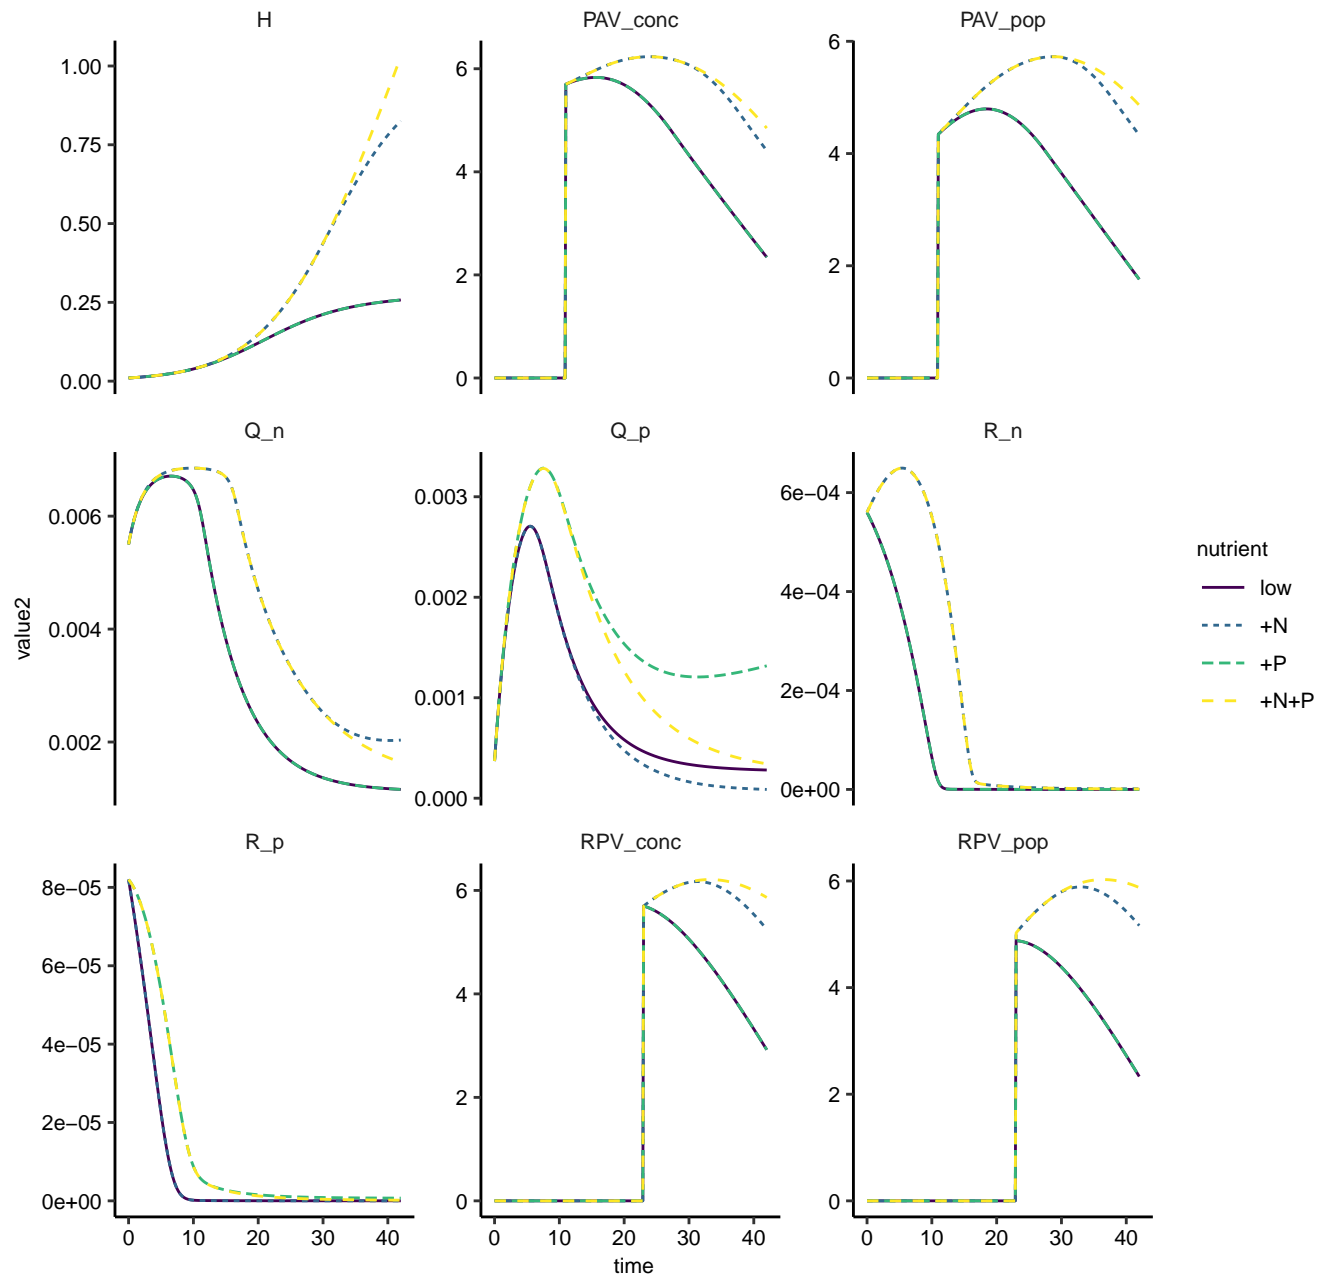 H
PAV_conc
PAV_pop
1.00
0.75
0.50
0.25
0.00
6
4
2
0
6
4
2
0
Q_n
Q_p
R_n
0.006
0.004
0.002
0.003
0.002
0.001
0.000
6e−04
4e−04
2e−04
0e+00
R_p
RPV_conc
RPV_pop
8e−05
6e−05
4e−05
2e−05
0e+00
6
4
2
0
6
4
2
0
0 10 20 30 40
0 10 20 30 40
0 10 20 30 40
time
value2
nutrient
low
+N
+P
+N+P